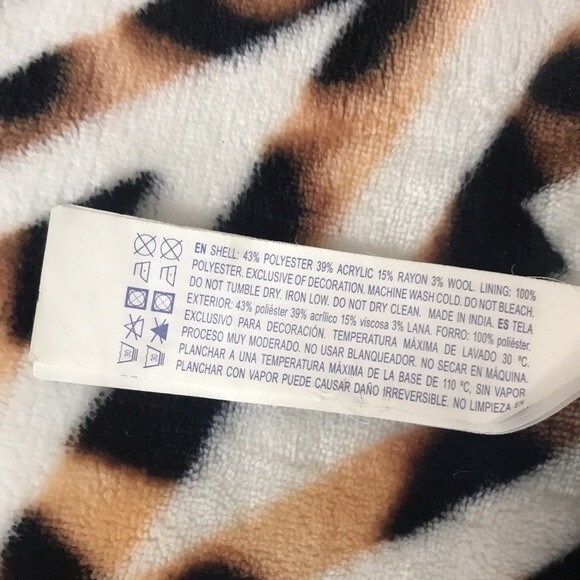 EN SHELL: 43% POLYESTER 39% ACRYLIC 15% RAYON 3% WOOL. LINING: 100%
POLYESTER. EXCLUSIVE OF DECORATION. MACHINE WASH COLD. DO NOT BLEACH.
DO NOT TUMBLE DRY. IRON LOW. DO NOT DRY CLEAN. MADE IN INDIA. ES TELA
EXTERIOR: 43% poliéster 39% acrílico 15% viscosa 3% LANA. FORRO: 100% poliéster.
EXCLUSIVO PARA DECORACIÓN. TEMPERATURA MÁXIMA DE LAVADO 30 ºC.
PROCESO MUY MODERADO. NO USAR BLANQUEADOR. NO SECAR EN MÁQUINA.
PLANCHAR A UNA TEMPERATURA MÁXIMA DE LA BASE DE 110 ºC, SIN VAPOR.
PLANCHAR CON VAPOR PUEDE CAUSAR DAÑO IRREVERSIBLE. NO LIMPIEZA EN